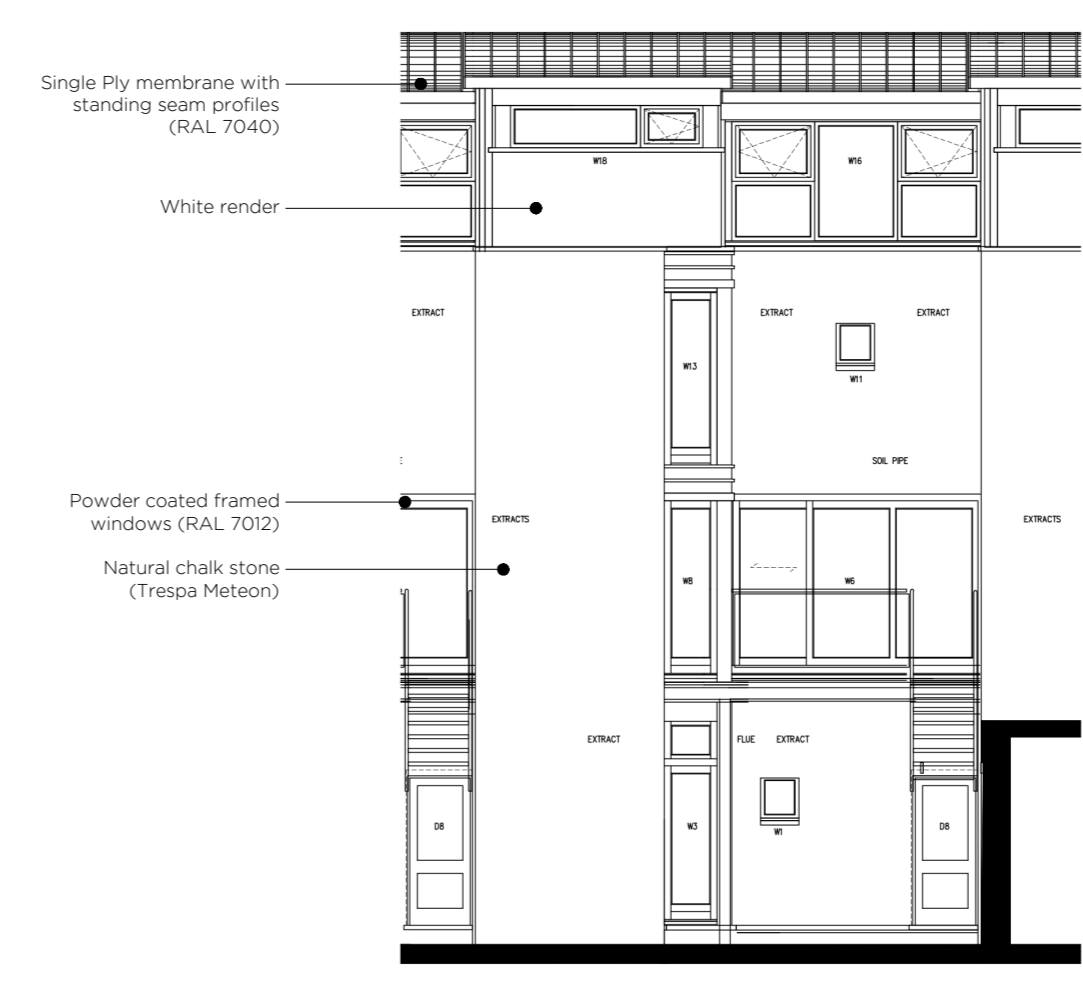 Single Ply membrane with
standing seam profiles
(RAL 7040)
W18
W16
White render
EXTRACT
EXTRACT
EXTRACT
W13
W11
SOIL PIPE
Powder coated framed
windows (RAL 7012)
EXTRACTS
EXTRACTS
Natural chalk stone
(Trespa Meteon)
W8
W6
EXTRACT
FLUE
EXTRACT
D8
W3
W1
D8